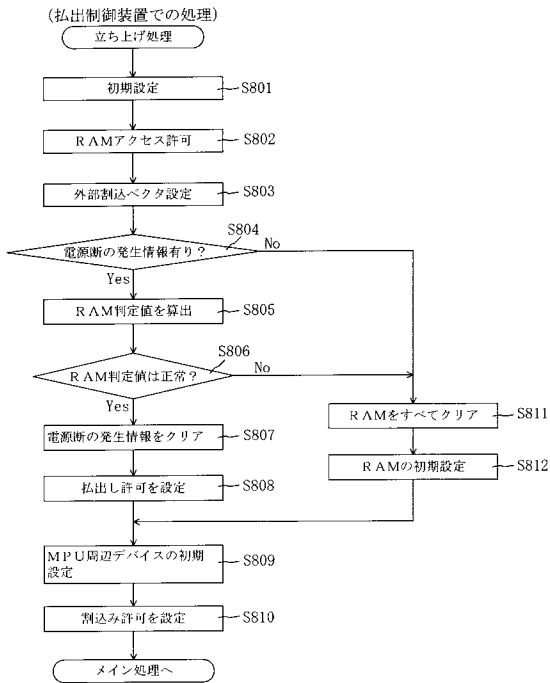 (払出制御装置での処理)
立ち上げ処理
初期設定
S801
RAMアクセス許可
S802
外部割込ベクタ設定
S803
S804
電源断の発生情報有り?
No
Yes
RAM判定値を算出
S805
S806
RAM判定値は正常?
No
Yes
RAMをすべてクリア
S811
電源断の発生情報をクリア
S807
RAMの初期設定
S812
払出し許可を設定
S808
MPU周辺デバイスの初期
設定
S809
割込み許可を設定
S810
メイン処理へ